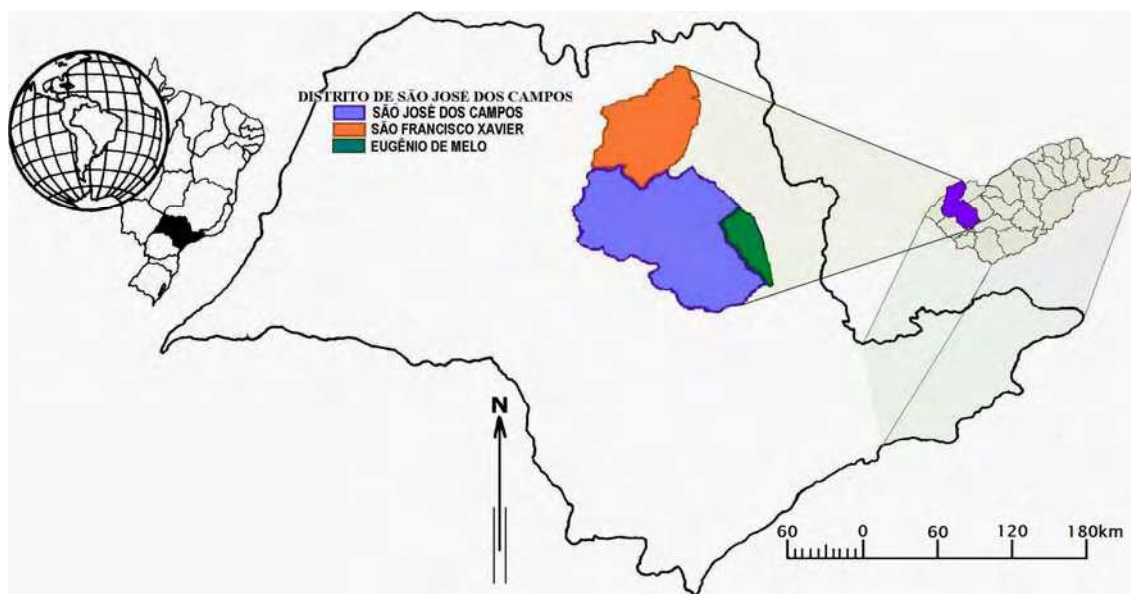 DISTRITO DE SÃO JOSÉ DOS CAMPOS
SÃO JOSÉ DOS CAMPOS
SÃO FRANCISCO XAVIER
EUGÊNIO DE MELO
N
60 0 60 120 180km